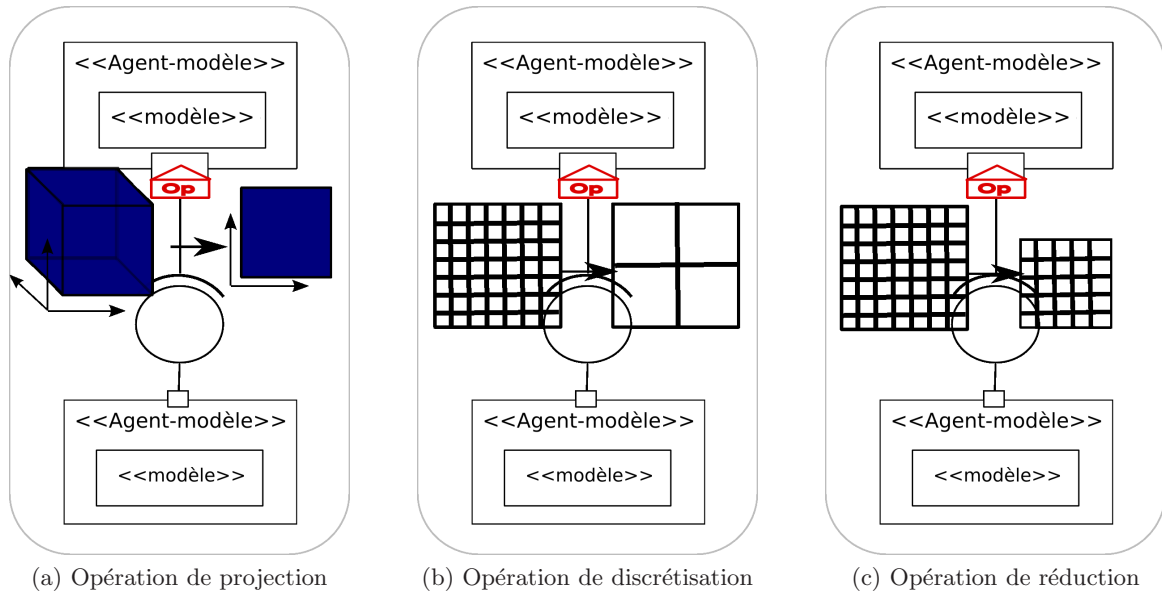 <<Agent-modèle>>
<<modèle>>
Op
<<Agent-modèle>>
<<modèle>>
(a) Opération de projection
<<Agent-modèle>>
<<modèle>>
Op
<<Agent-modèle>>
<<modèle>>
(b) Opération de discrétisation
<<Agent-modèle>>
<<modèle>>
Op
<<Agent-modèle>>
<<modèle>>
(c) Opération de réduction